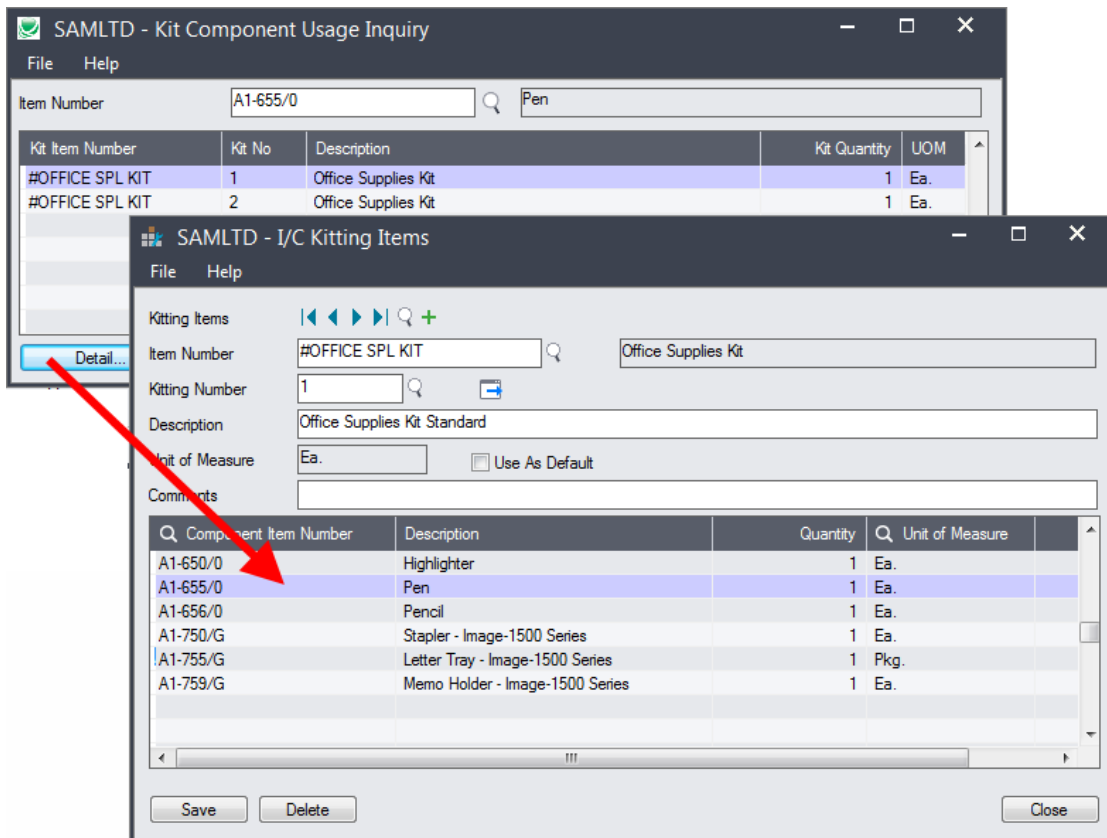 SAMLTD - Kit Component Usage Inquiry
File Help
Item Number A1-655/0 Pen
Kit Item Number Kit No Description Kit Quantity UOM
#OFFICE SPL KIT 1 Office Supplies Kit 1 Ea.
#OFFICE SPL KIT 2 Office Supplies Kit 1 Ea.
Detail...
SAMLTD - I/C Kitting Items
File Help
Kitting Items
Item Number #OFFICE SPL KIT Office Supplies Kit
Kitting Number 1
Description Office Supplies Kit Standard
Unit of Measure Ea. Use As Default
Comments
Component Item Number Description Quantity Unit of Measure
A1-650/0 Highlighter 1 Ea.
A1-655/0 Pen 1 Ea.
A1-656/0 Pencil 1 Ea.
A1-750/G Stapler - Image-1500 Series 1 Ea.
A1-755/G Letter Tray - Image-1500 Series 1 Pkg.
A1-759/G Memo Holder - Image-1500 Series 1 Ea.
Save Delete Close